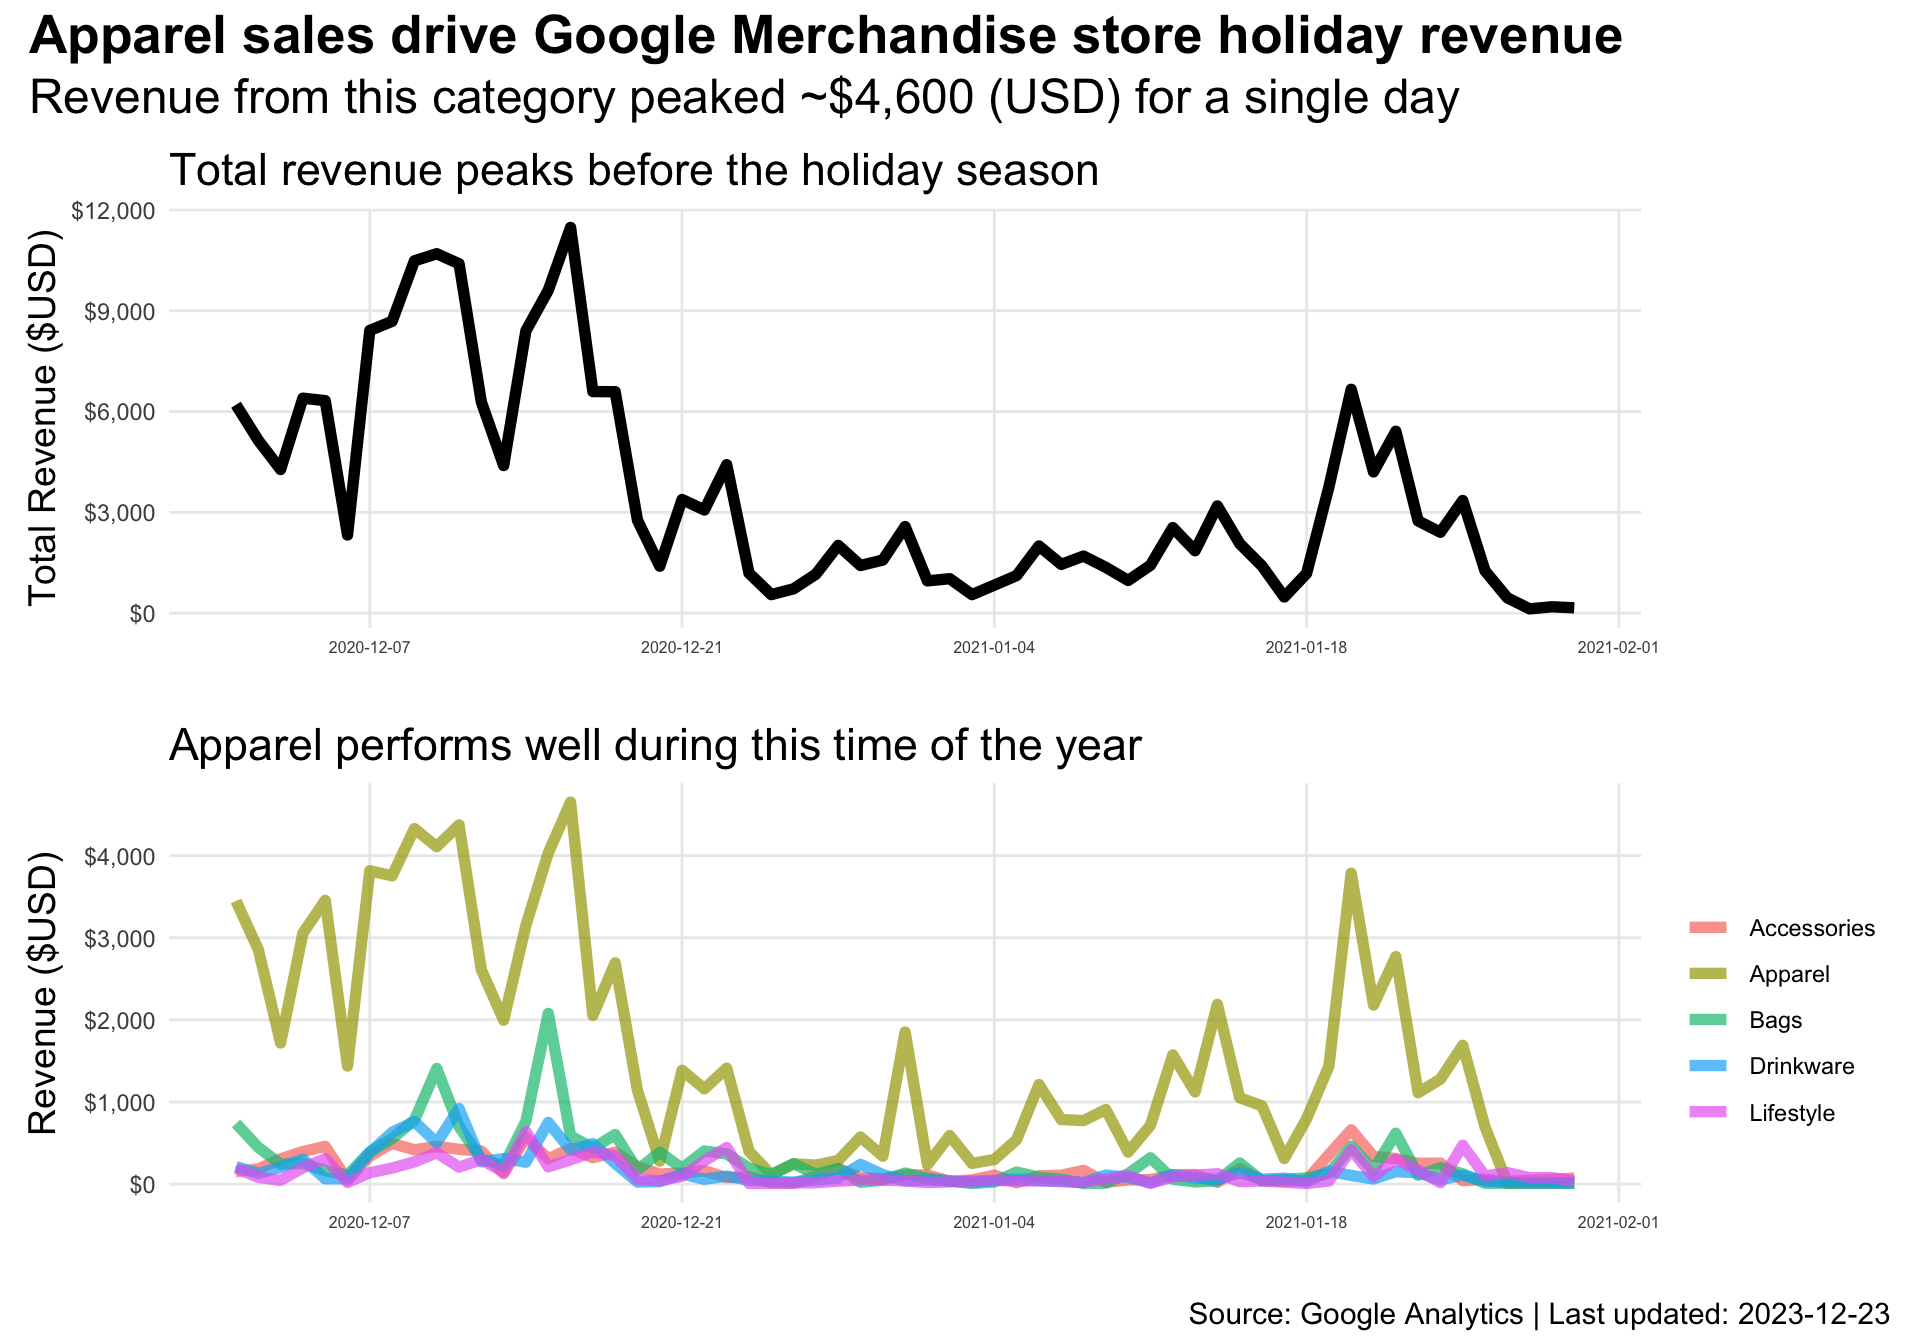 Apparel sales drive Google Merchandise store holiday revenue
Revenue from this category peaked ~$4,600 (USD) for a single day
Total revenue peaks before the holiday season
Total Revenue ($USD)
$12,000
$9,000
$6,000
$3,000
$0
2020-12-07 2020-12-21 2021-01-04 2021-01-18 2021-02-01
Apparel performs well during this time of the year
Revenue ($USD)
$4,000
$3,000
$2,000
$1,000
$0
2020-12-07 2020-12-21 2021-01-04 2021-01-18 2021-02-01
Accessories
Apparel
Bags
Drinkware
Lifestyle
Source: Google Analytics | Last updated: 2023-12-23